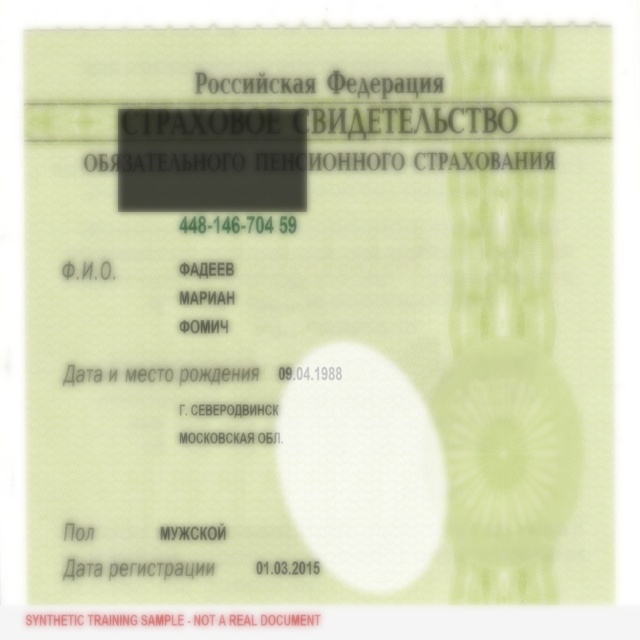 Российская Федерация
СТРАХОВОЕ СВИДЕТЕЛЬСТВО
ОБЯЗАТЕЛЬНОГО ПЕНСИОННОГО СТРАХОВАНИЯ
448-146-704 59
Ф.И.О. ФАДЕЕВ
МАРИАН
ФОМИЧ
Дата и место рождения 09.04.1988
Г. СЕВЕРОДВИНСК
МОСКОВСКАЯ ОБЛ.
Пол МУЖСКОЙ
Дата регистрации 01.03.2015
SYNTHETIC TRAINING SAMPLE - NOT A REAL DOCUMENT